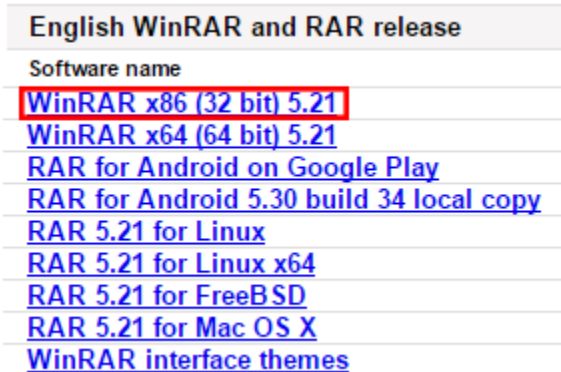 English WinRAR and RAR release
Software name
WinRAR x86 (32 bit) 5.21
WinRAR x64 (64 bit) 5.21
RAR for Android on Google Play
RAR for Android 5.30 build 34 local copy
RAR 5.21 for Linux
RAR 5.21 for Linux x64
RAR 5.21 for FreeBSD
RAR 5.21 for Mac OS X
WinRAR interface themes